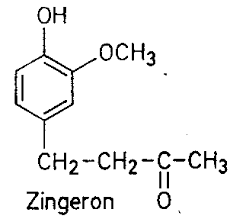 OH
OCH₃
CH₂-CH₂-C-CH₃
Zingeron O